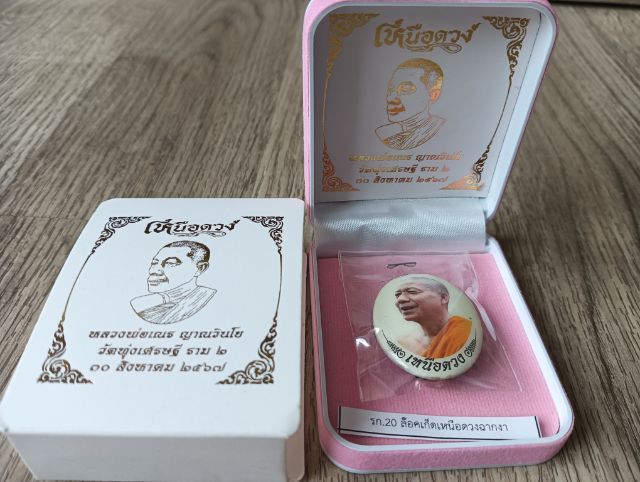 เหนือดวง
หลวงพ่อเณร ญาณวินโย
วัดทุ่งเศรษฐี ราม ๒
๑๑ สิงหาคม ๒๕๖๗
เหนือดวง
หลวงพ่อเณร ญาณวินโย
วัดทุ่งเศรษฐี ราม ๒
๑๑ สิงหาคม ๒๕๖๗
เหนือดวง
รก.20 ล็อคเก็ตเหนือดวงฉากงา